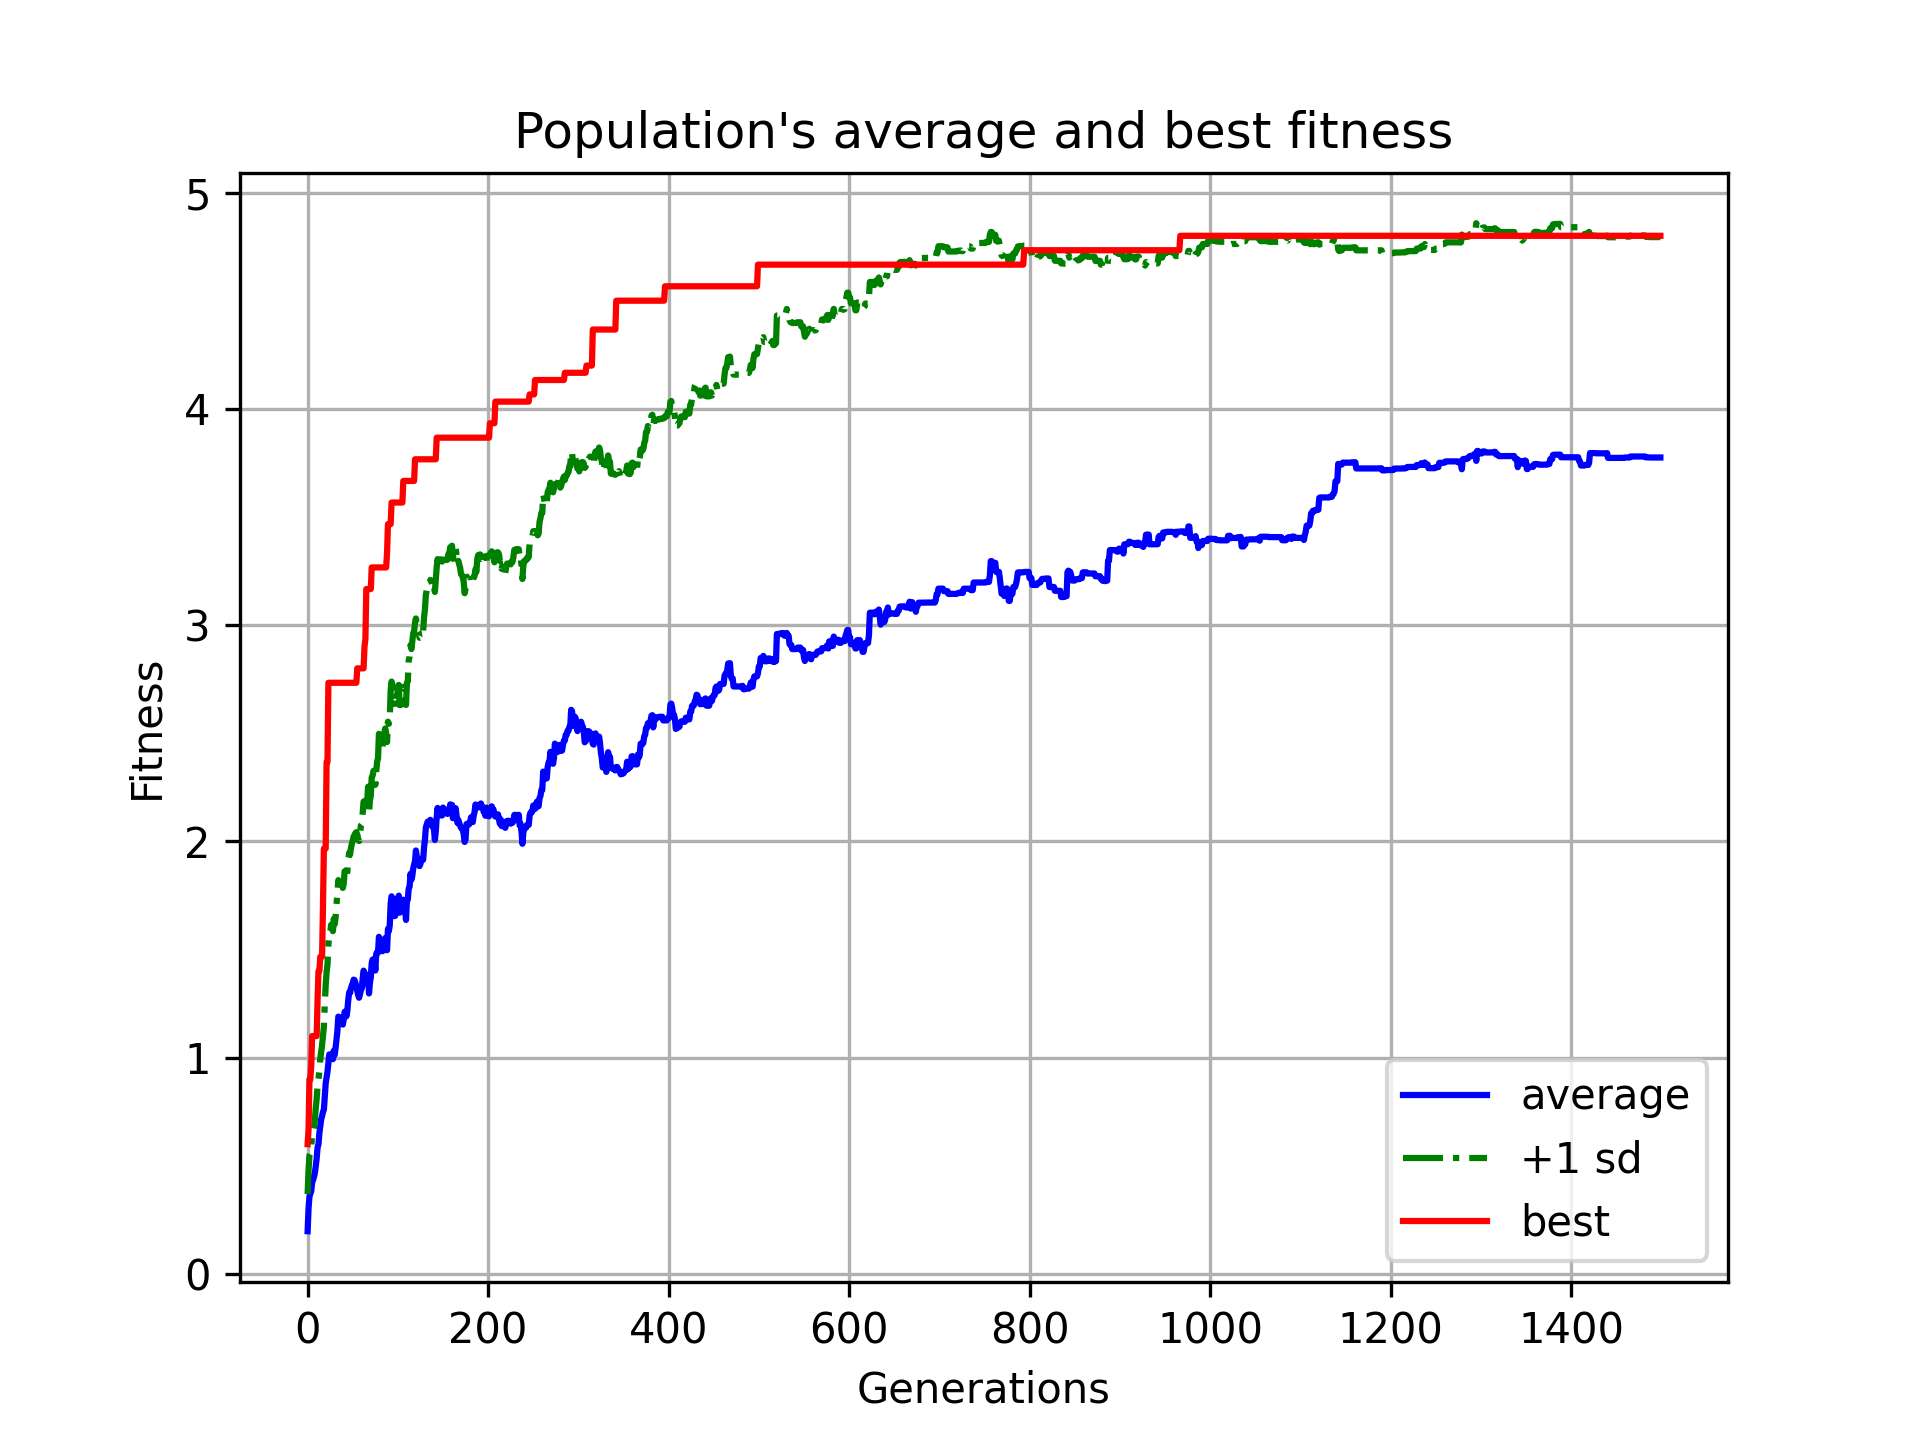 Population's average and best fitness
5
4
3
2
1
0
Fitness
0 200 400 600 800 1000 1200 1400
Generations
average
+1 sd
best